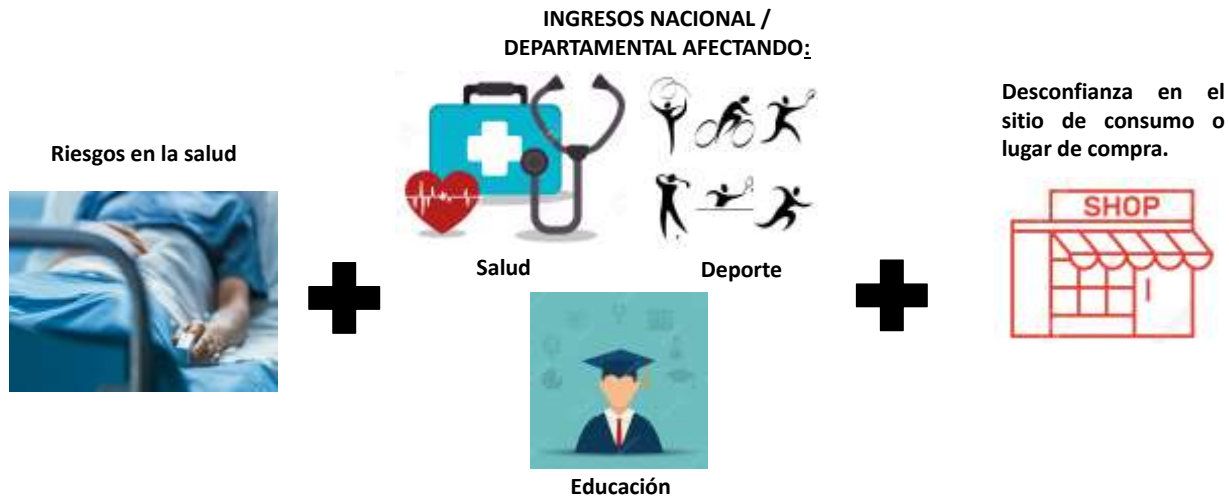 INGRESOS NACIONAL /
DEPARTAMENTAL AFECTANDO:
Riesgos en la salud
Salud
Deporte
Educación
Desconfianza en el
sitio de consumo o
lugar de compra.
SHOP